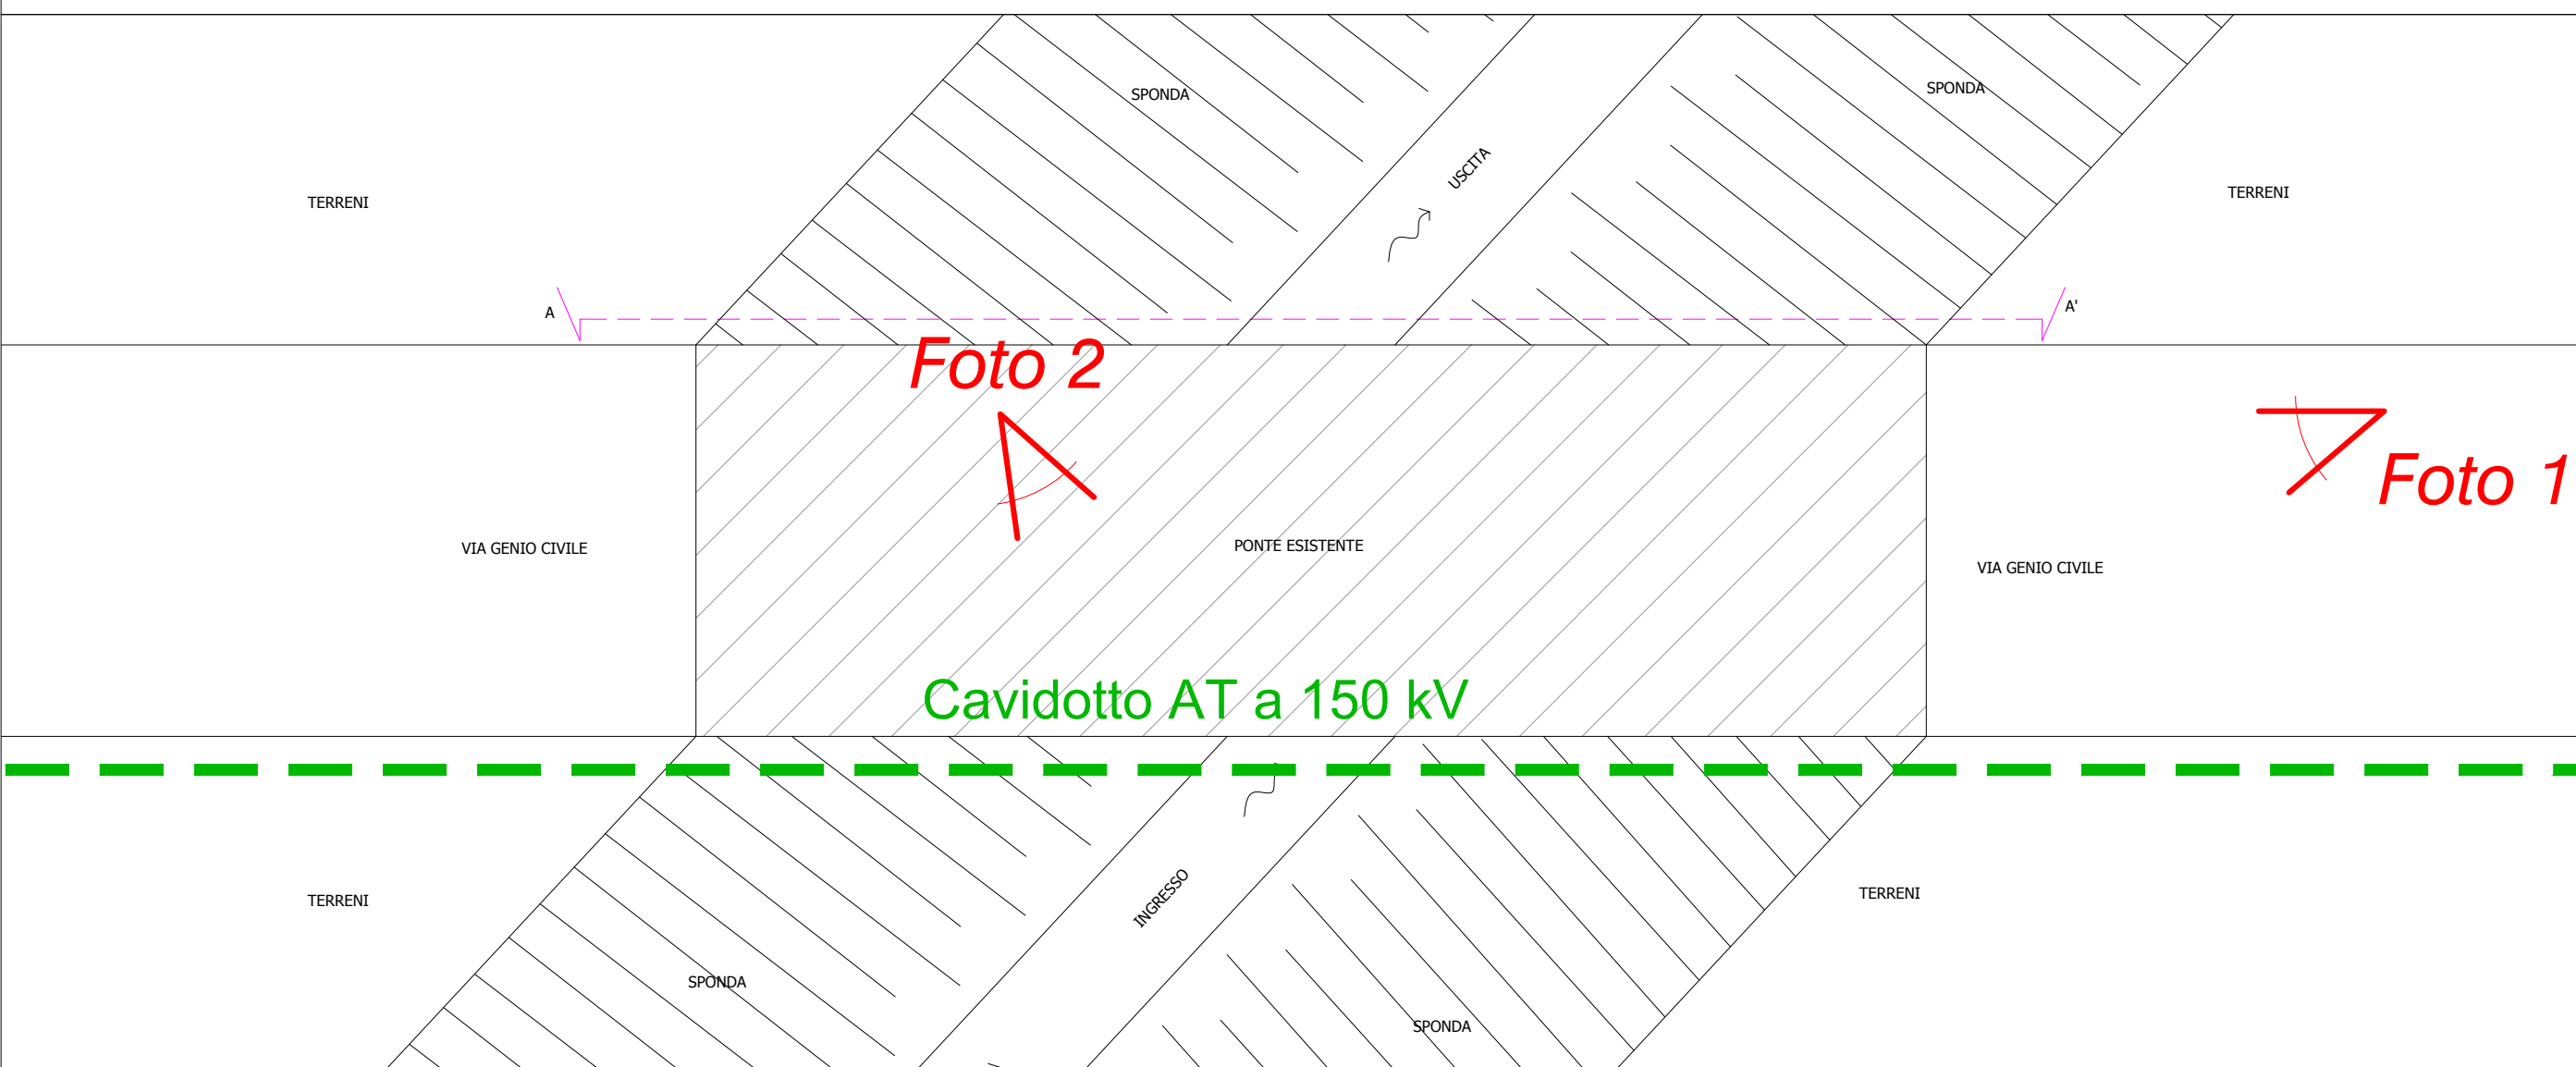 SPONDA
SPONDA
USCITA
TERRENI
TERRENI
A
A'
Foto 2
Foto 1
VIA GENIO CIVILE
PONTE ESISTENTE
VIA GENIO CIVILE
Cavidotto AT a 150 kV
INGRESSO
TERRENI
TERRENI
SPONDA
SPONDA